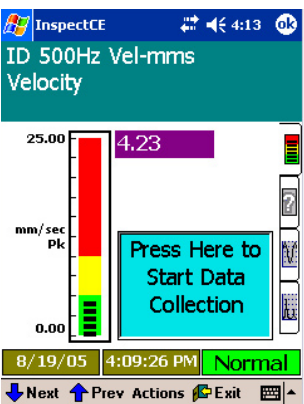 InspectCE 4:13 ok
ID 500Hz Vel-mms
Velocity
25.00
4.23
mm/sec
Pk
Press Here to
Start Data
Collection
0.00
8/19/05 4:09:26 PM Normal
Next Prev Actions Exit